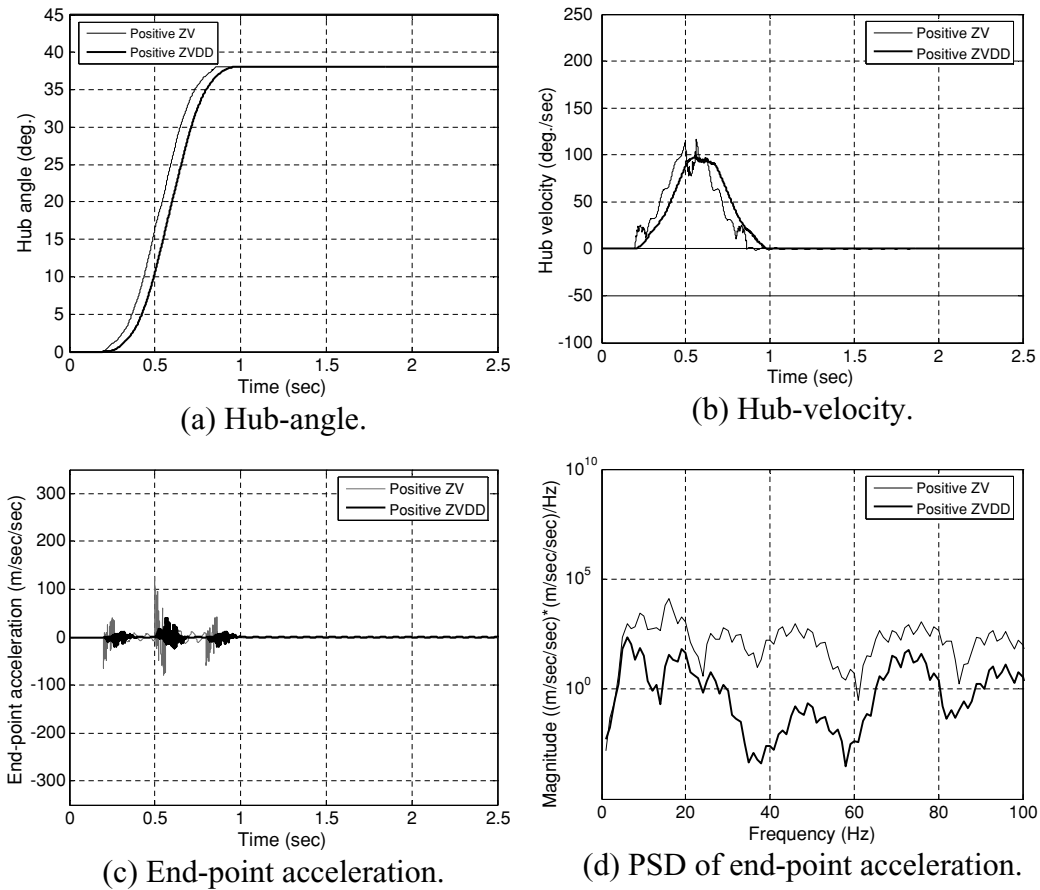 45
40
35
30
25
20
15
10
5
0
Hub angle (deg.)
Positive ZV
Positive ZVDD
0 0.5 1 1.5 2 2.5
Time (sec)
(a) Hub-angle.
250
200
150
100
50
0
-50
-100
Hub velocity (deg./sec)
Positive ZV
Positive ZVDD
0 0.5 1 1.5 2 2.5
Time (sec)
(b) Hub-velocity.
300
200
100
0
-100
-200
-300
End-point acceleration (m/sec/sec)
Positive ZV
Positive ZVDD
0 0.5 1 1.5 2 2.5
Time (sec)
(c) End-point acceleration.
10^10
10^5
10^0
Magnitude ((m/sec/sec)*(m/sec/sec)/Hz)
Positive ZV
Positive ZVDD
0 20 40 60 80 100
Frequency (Hz)
(d) PSD of end-point acceleration.